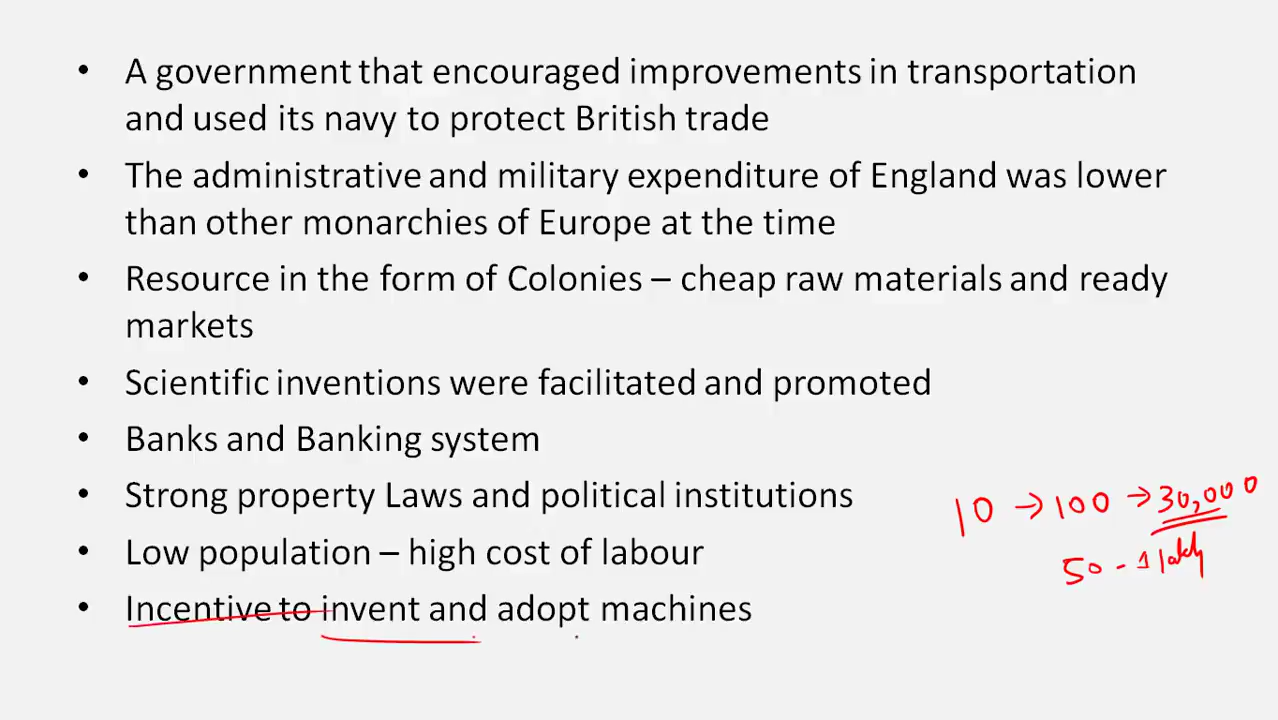 • A government that encouraged improvements in transportation
and used its navy to protect British trade
• The administrative and military expenditure of England was lower
than other monarchies of Europe at the time
• Resource in the form of Colonies – cheap raw materials and ready
markets
• Scientific inventions were facilitated and promoted
• Banks and Banking system
• Strong property Laws and political institutions
10 → 100 → 30,000
• Low population – high cost of labour
50 - 1 lakh
• Incentive to invent and adopt machines